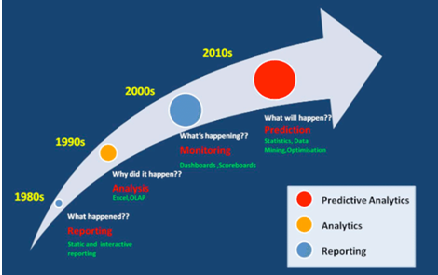 2010s
2000s
1990s
1980s
What will happen??
Prediction
Statistics, Data
Mining,Optimisation
What's happening??
Monitoring
Dashboards ,Scoreboards
Why did it happen??
Analysis
Excel,OLAP
What happened??
Reporting
Static and interactive
reporting
Predictive Analytics
Analytics
Reporting